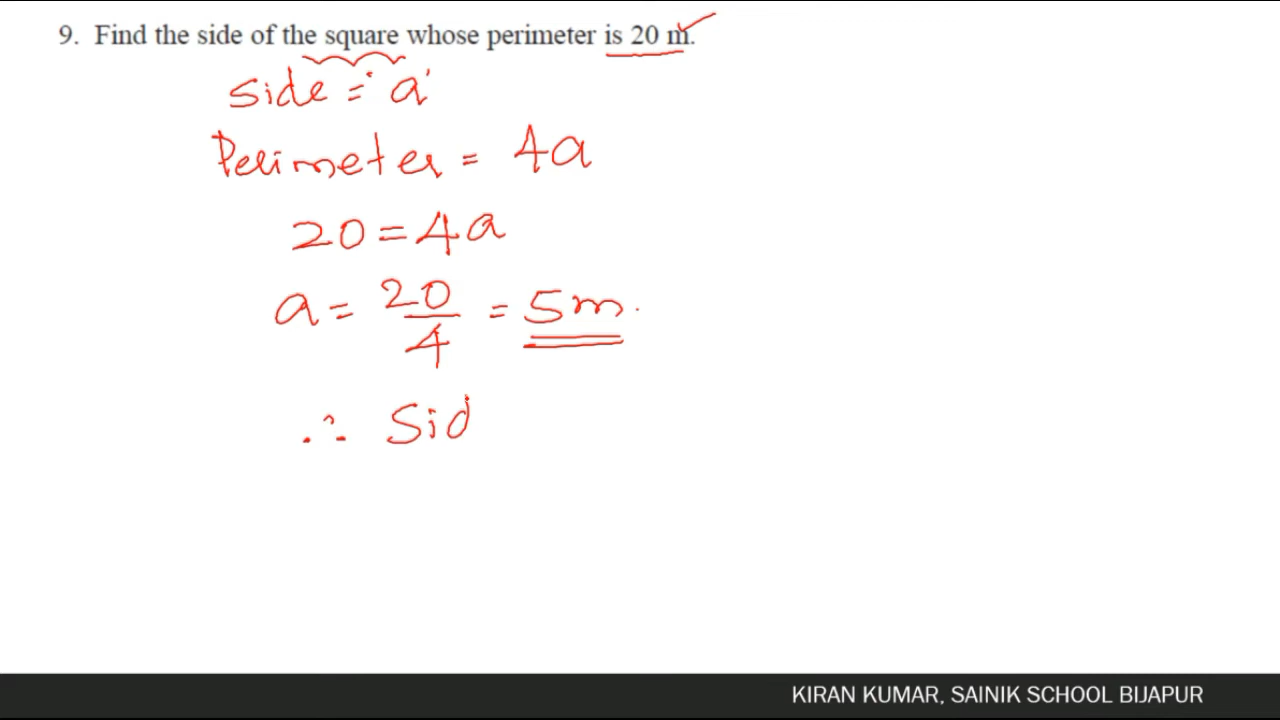 9. Find the side of the square whose perimeter is 20 m.
Side = 'a'
Perimeter = 4a
20 = 4a
a = 20/4 = 5m.
∴ Sid
KIRAN KUMAR, SAINIK SCHOOL BIJAPUR